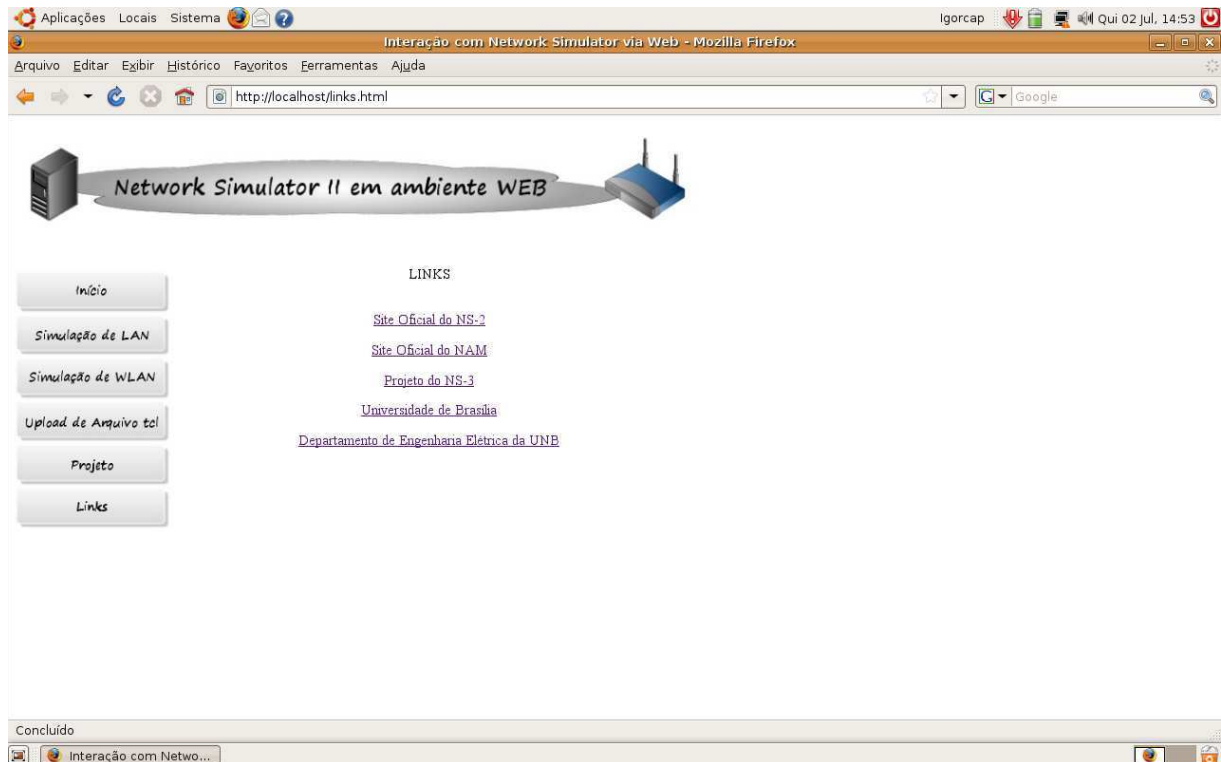 Aplicações Locais Sistema
Igorcap
Qui 02 Jul, 14:53
Interação com Network Simulator via Web - Mozilla Firefox
Arquivo Editar Exibir Histórico Favoritos Ferramentas Ajuda
http://localhost/links.html
G
Google
Network Simulator II em ambiente WEB
LINKS
Início
Simulação de LAN
Simulação de WLAN
Upload de Arquivo tcl
Projeto
Links
Site Oficial do NS-2
Site Oficial do NAM
Projeto do NS-3
Universidade de Brasília
Departamento de Engenharia Elétrica da UNB
Concluído
Interação com Netwo...